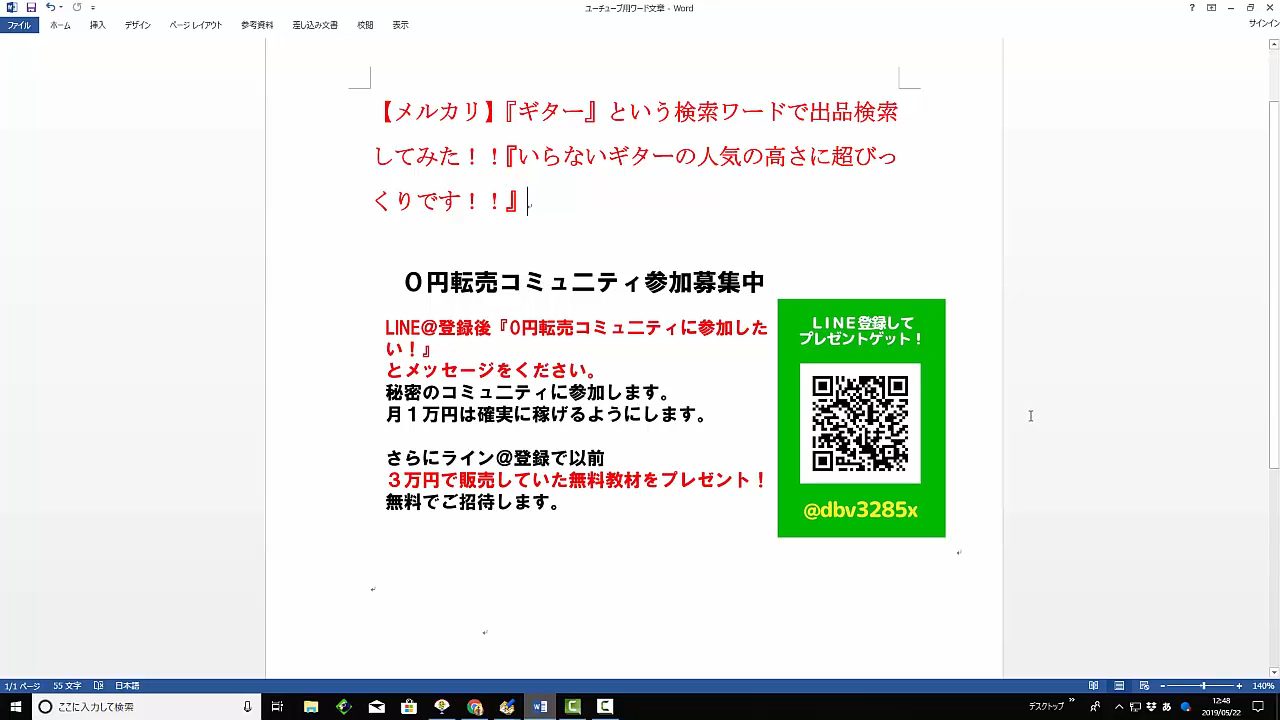 ユーチューブ用ワード文章 - Word
サインイン
ファイル ホーム 挿入 デザイン ページ レイアウト 参考資料 差し込み文書 校閲 表示
【メルカリ】『ギター』という検索ワードで出品検索
してみた！！『いらないギターの人気の高さに超びっ
くりです！！』
０円転売コミュニティ参加募集中
LINE@登録後『0円転売コミュニティに参加した
い！』
とメッセージをください。
秘密のコミュニティに参加します。
月１万円は確実に稼げるようにします。
さらにライン@登録で以前
３万円で販売していた無料教材をプレゼント！
無料でご招待します。
ＬＩＮＥ登録して
プレゼントゲット！
@dbv3285x
1/1 ページ 55 文字 日本語 140%
ここに入力して検索
デスクトップ
12:48
2019/05/22